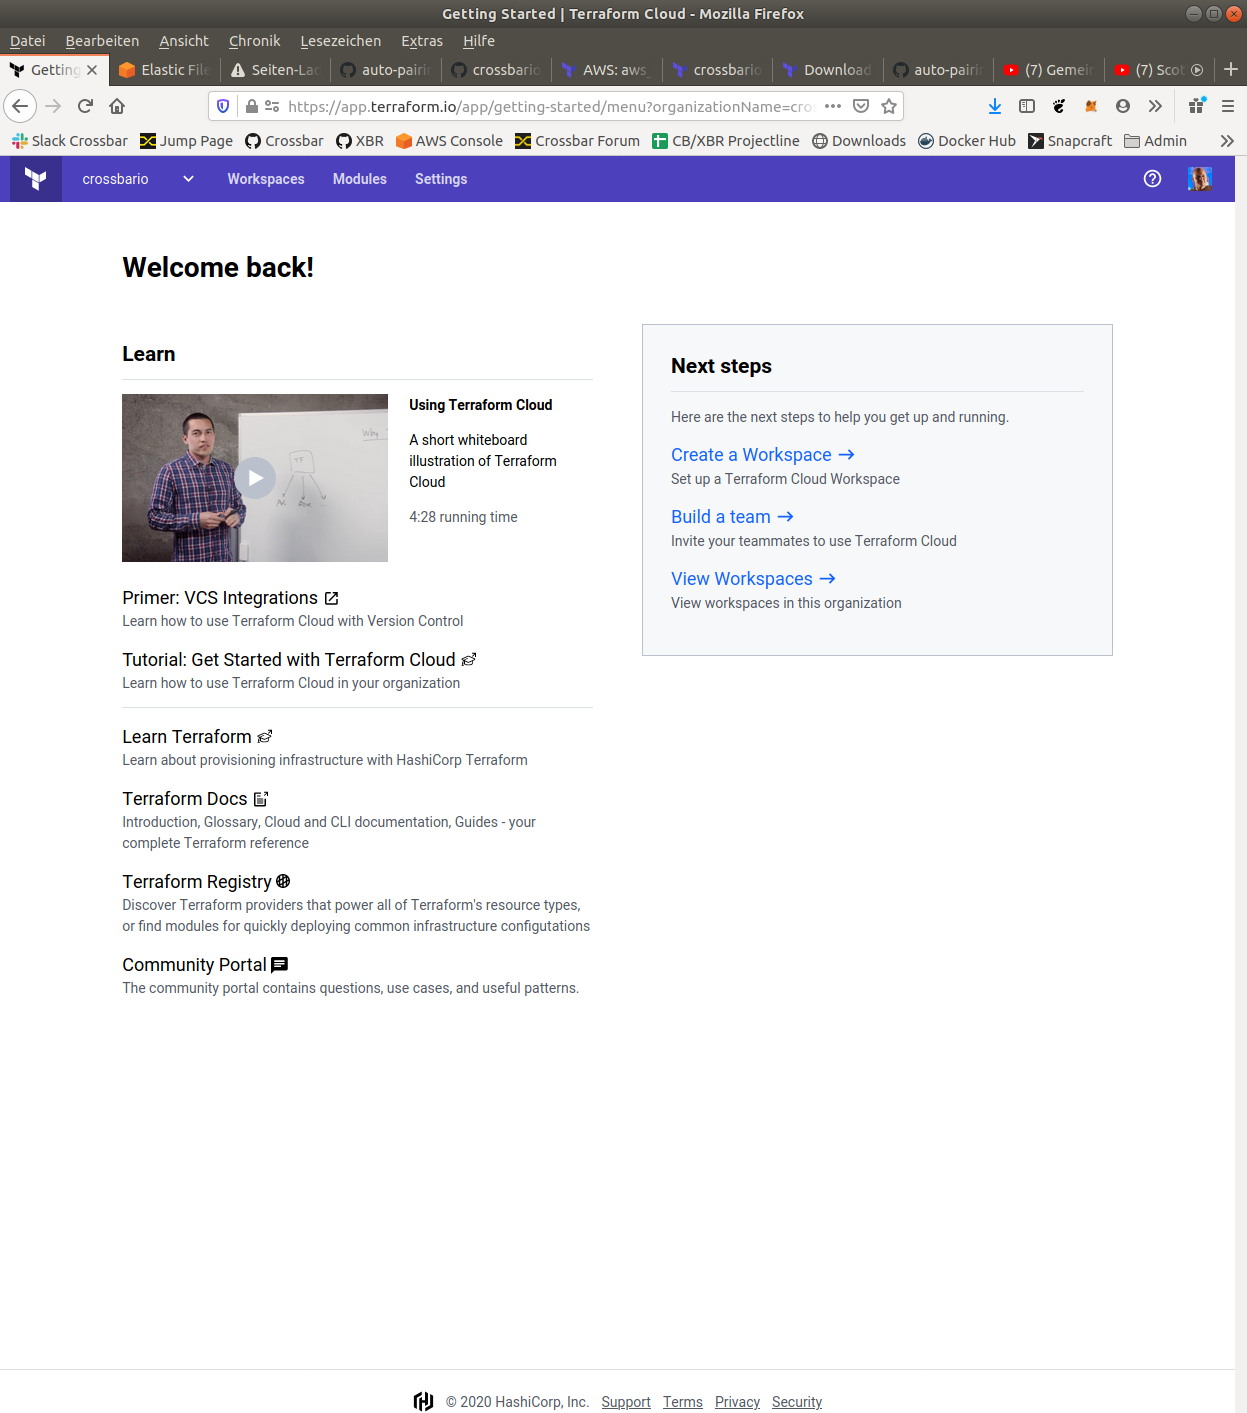 Getting Started | Terraform Cloud - Mozilla Firefox
Datei Bearbeiten Ansicht Chronik Lesezeichen Extras Hilfe
Getting Elastic File Seiten-Lad auto-pairin crossbario AWS: aws_ crossbario Download auto-pairin (7) Gemein (7) Scot
https://app.terraform.io/app/getting-started/menu?organizationName=cros
Slack Crossbar Jump Page Crossbar XBR AWS Console Crossbar Forum CB/XBR Projectline Downloads Docker Hub Snapcraft Admin
crossbario Workspaces Modules Settings
Welcome back!
Learn
Using Terraform Cloud
A short whiteboard
illustration of Terraform
Cloud
4:28 running time
Why
TF
Primer: VCS Integrations
Learn how to use Terraform Cloud with Version Control
Tutorial: Get Started with Terraform Cloud
Learn how to use Terraform Cloud in your organization
Learn Terraform
Learn about provisioning infrastructure with HashiCorp Terraform
Terraform Docs
Introduction, Glossary, Cloud and CLI documentation, Guides - your
complete Terraform reference
Terraform Registry
Discover Terraform providers that power all of Terraform's resource types,
or find modules for quickly deploying common infrastructure configutations
Community Portal
The community portal contains questions, use cases, and useful patterns.
Next steps
Here are the next steps to help you get up and running.
Create a Workspace
Set up a Terraform Cloud Workspace
Build a team
Invite your teammates to use Terraform Cloud
View Workspaces
View workspaces in this organization
© 2020 HashiCorp, Inc. Support Terms Privacy Security